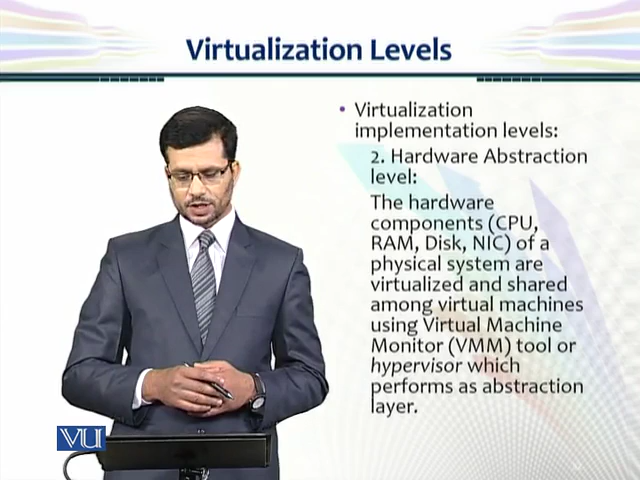 Virtualization Levels
• Virtualization
implementation levels:
2. Hardware Abstraction
level:
The hardware
components (CPU,
RAM, Disk, NIC) of a
physical system are
virtualized and shared
among virtual machines
using Virtual Machine
Monitor (VMM) tool or
hypervisor which
performs as abstraction
layer.
VU